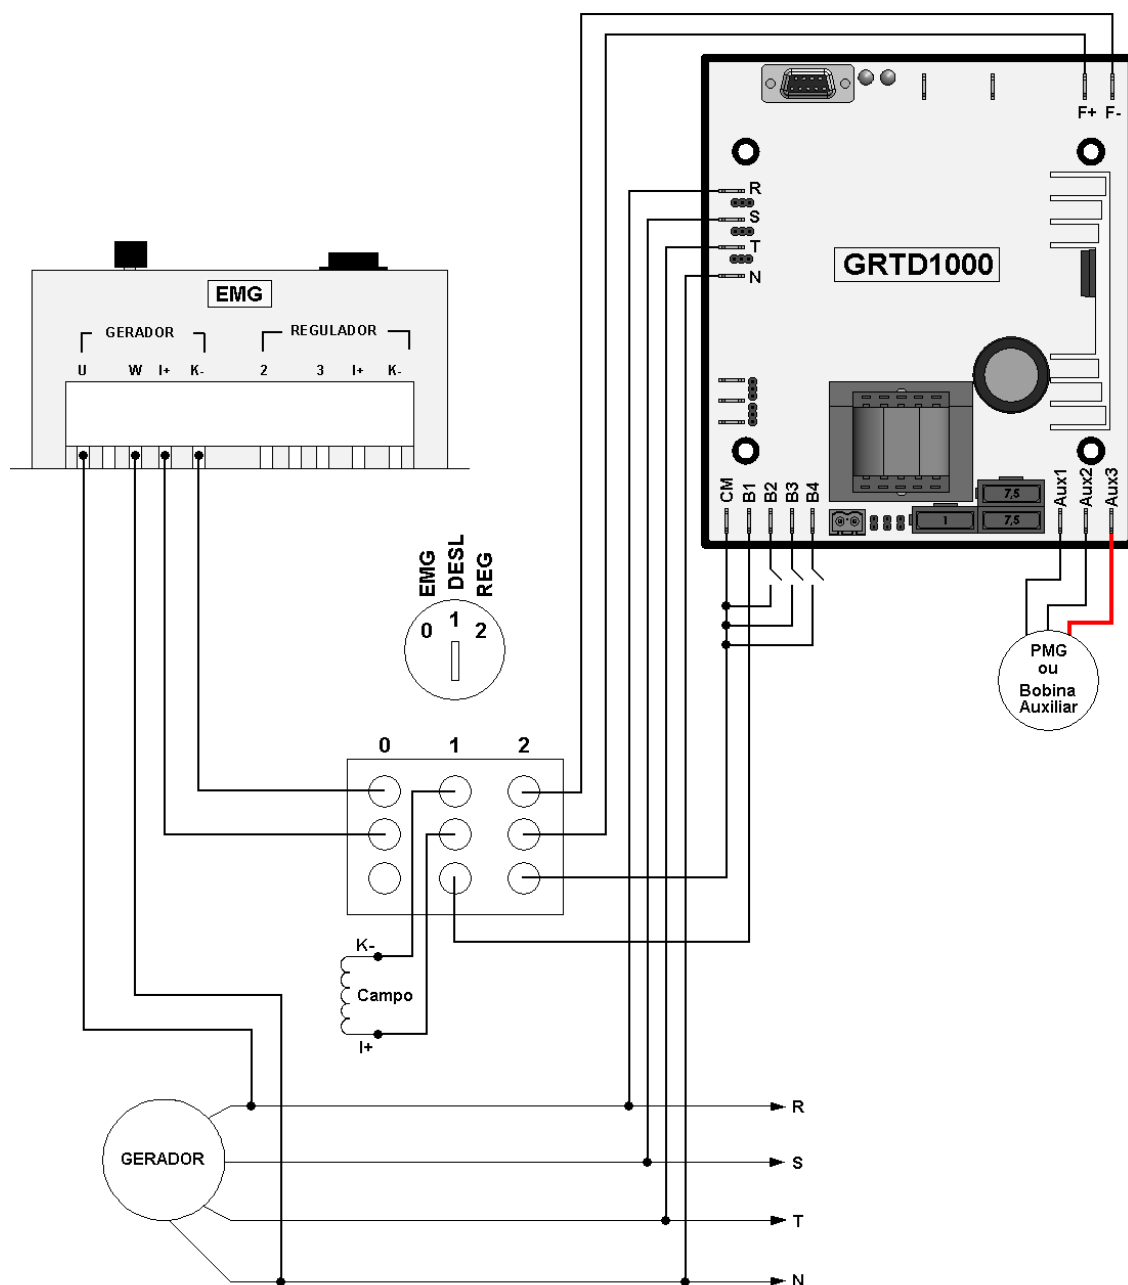 F+ F-
R
S
T
N
GRTD1000
EMG
GERADOR
REGULADOR
U W I+ K- 2 3 I+ K-
CM B1 B2 B3 B4
7,5
1 7,5
Aux1 Aux2 Aux3
EMG DESL REG
0 1 2
PMG
ou
Bobina
Auxiliar
0 1 2
K-
Campo
I+
GERADOR
R
S
T
N